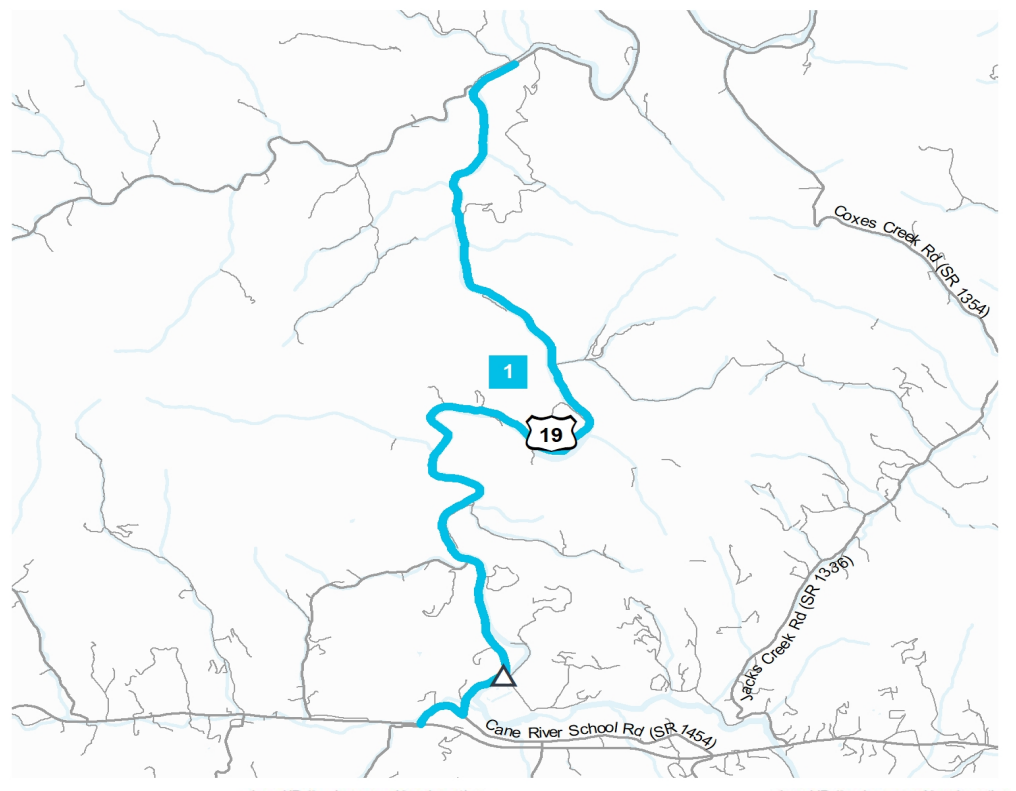 Coxes Creek Rd (SR 1354)
1
19
Jacks Creek Rd (SR 1336)
Cane River School Rd (SR 1454)